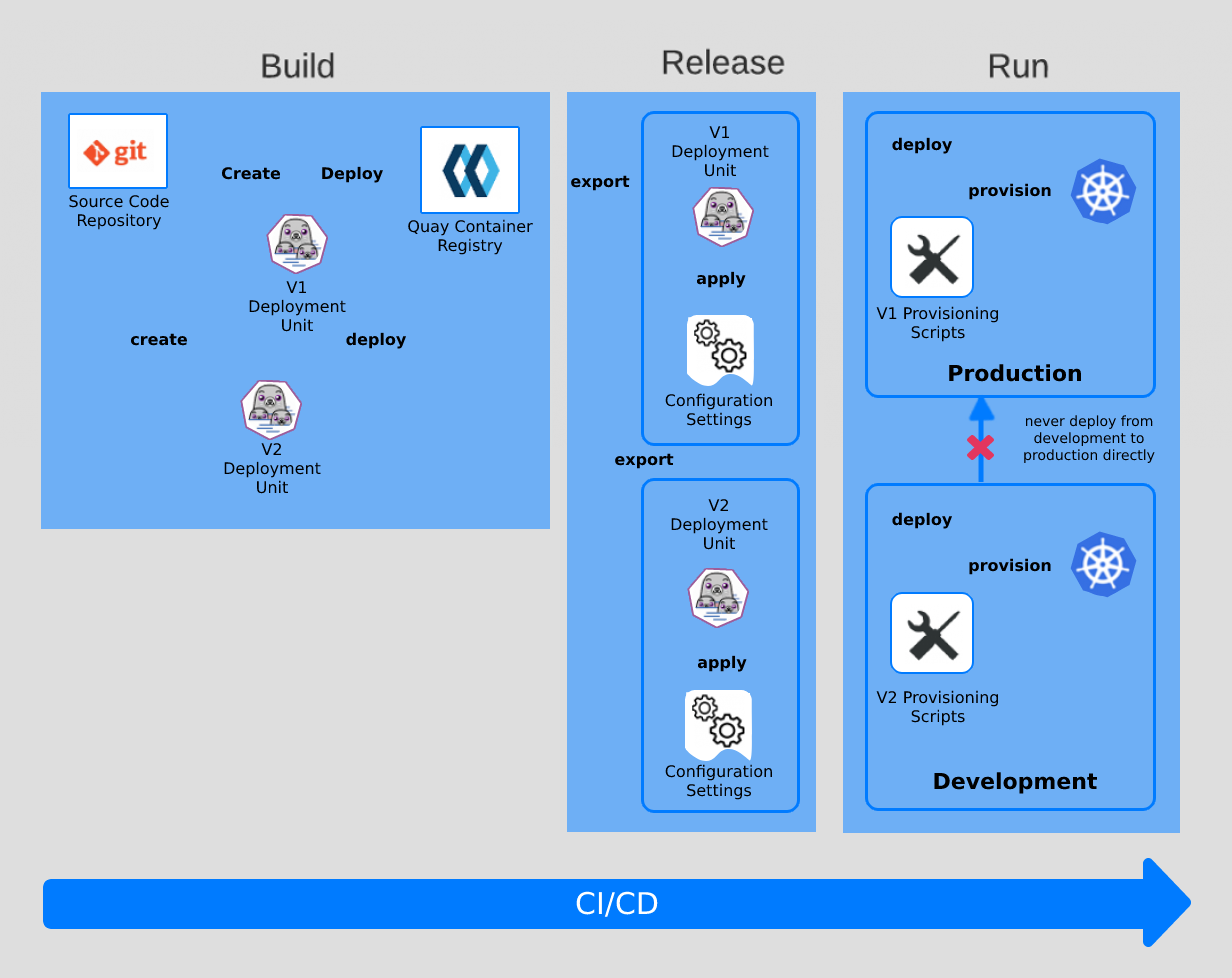 Build
Release
Run
git
Source Code
Repository
Create
Deploy
Quay Container
Registry
V1
Deployment
Unit
create
deploy
V2
Deployment
Unit
export
V1
Deployment
Unit
apply
Configuration
Settings
export
V2
Deployment
Unit
apply
Configuration
Settings
deploy
provision
V1 Provisioning
Scripts
Production
never deploy from
development to
production directly
deploy
provision
V2 Provisioning
Scripts
Development
CI/CD